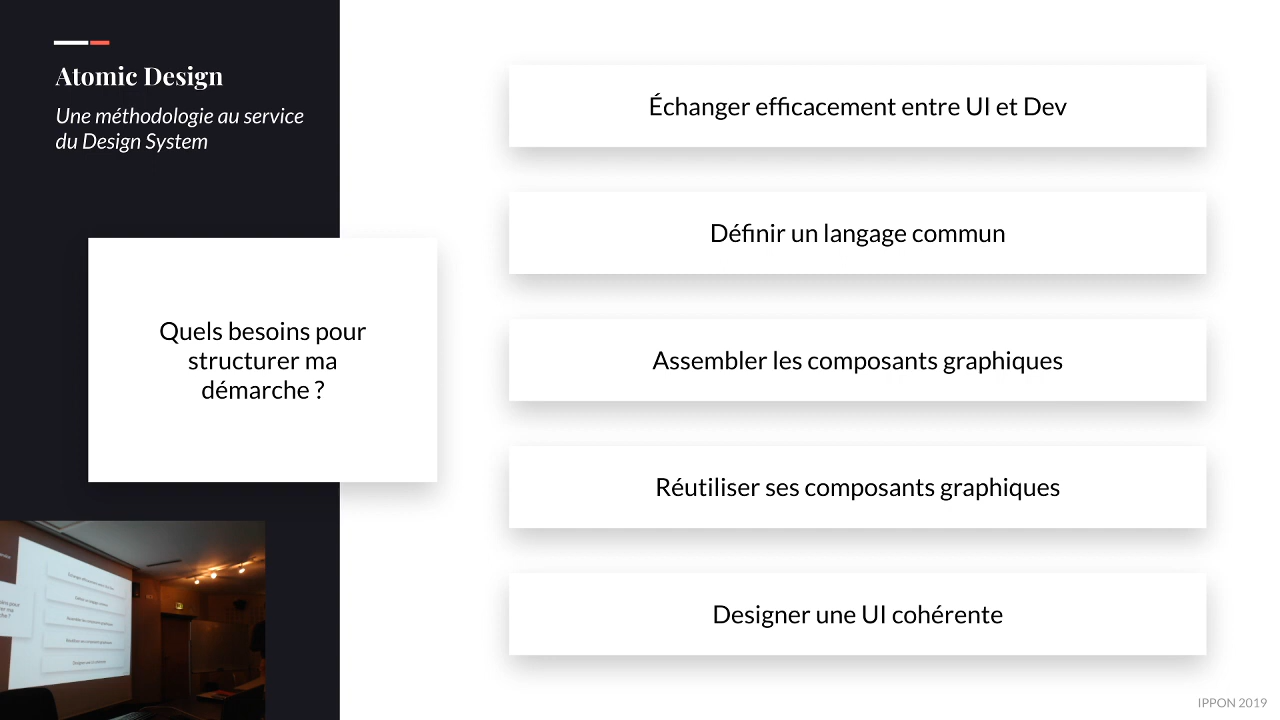 Atomic Design
Une méthodologie au service
du Design System
Quels besoins pour
structurer ma
démarche ?
Échanger efficacement entre UI et Dev
Définir un langage commun
Assembler les composants graphiques
Réutiliser ses composants graphiques
Designer une UI cohérente
IPPON 2019